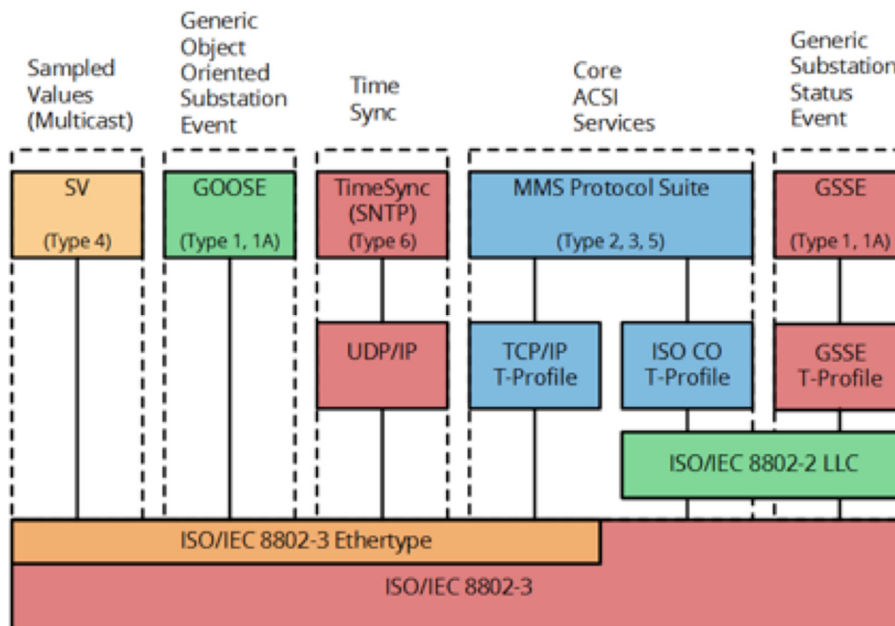 Sampled
Values
(Multicast)
Generic
Object
Oriented
Substation
Event
Time
Sync
Core
ACSI
Services
Generic
Substation
Status
Event
SV
(Type 4)
GOOSE
(Type 1, 1A)
TimeSync
(SNTP)
(Type 6)
MMS Protocol Suite
(Type 2, 3, 5)
GSSE
(Type 1, 1A)
UDP/IP
TCP/IP
T-Profile
ISO CO
T-Profile
GSSE
T-Profile
ISO/IEC 8802-2 LLC
ISO/IEC 8802-3 Ethertype
ISO/IEC 8802-3